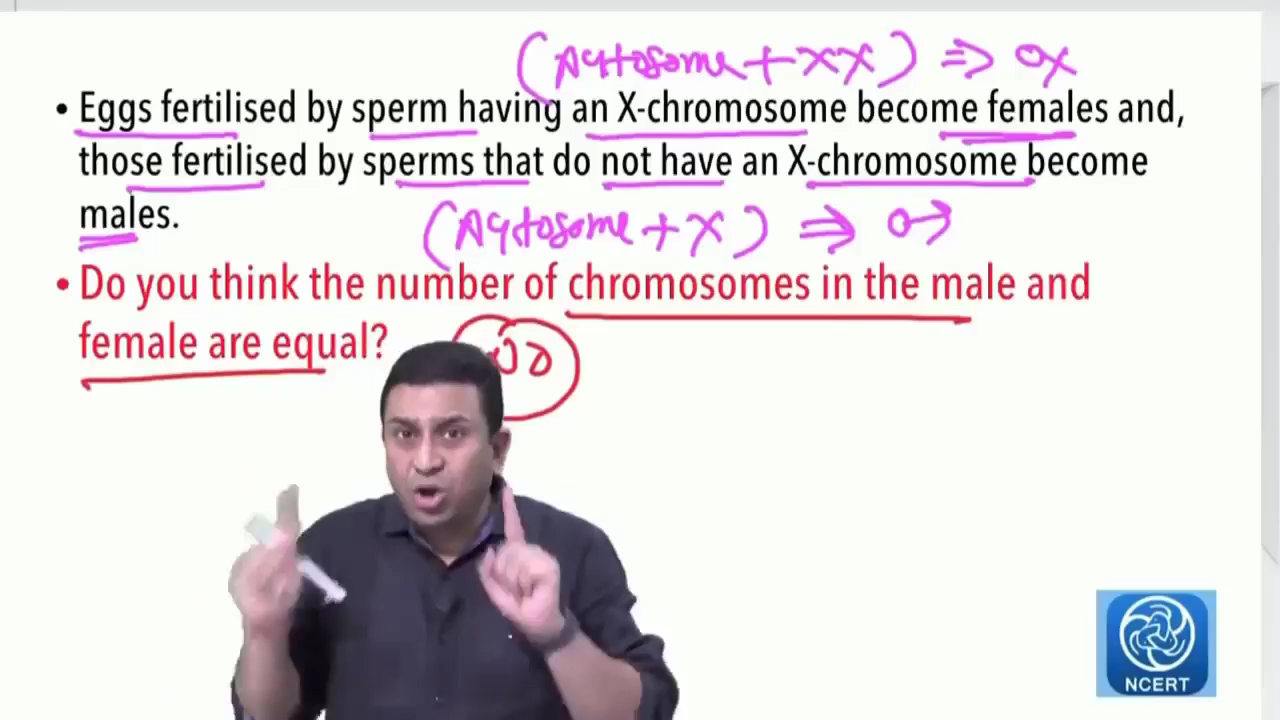 (Autosome + XX) ⇒ ♀
• Eggs fertilised by sperm having an X-chromosome become females and,
those fertilised by sperms that do not have an X-chromosome become
males.
(Autosome + X) ⇒ ♂
• Do you think the number of chromosomes in the male and
female are equal?
NO
NCERT